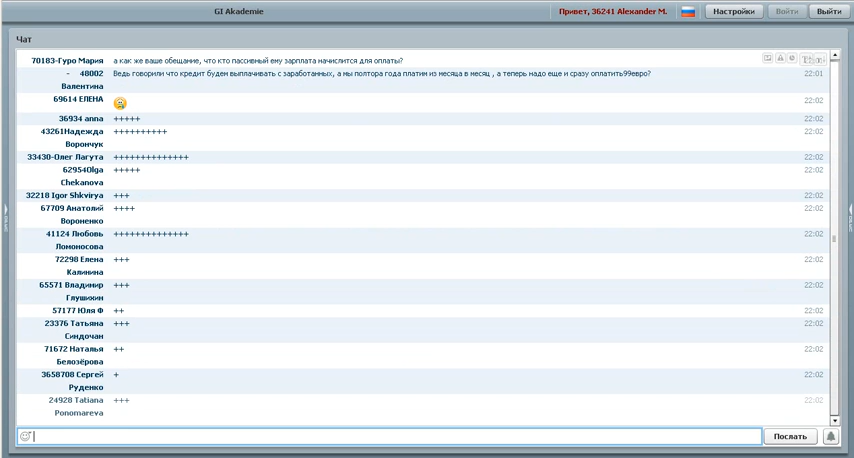 GI Akademie
Привет, 36241 Alexander M.
Настройки
Войти
Выйти
Чат
70183-Гуро Мария а как же ваше обещание, что кто пассивный ему зарплата начислится для оплаты?
- 48002 Ведь говорили что кредит будем выплачивать с заработанных, а мы полтора года платим из месяца в месяц , а теперь надо еще и сразу оплатить99евро? 22:01
Валентина
69614 ЕЛЕНА 22:02
36934 anna +++++ 22:02
43261Надежда ++++++++++ 22:02
Ворончук
33430-Олег Лагута ++++++++++++++ 22:02
62954Olga +++++ 22:02
Chekanova
32218 Igor Shkvirya +++ 22:02
67709 Анатолий ++++ 22:02
Вороненко
41124 Любовь ++++++++++++++ 22:02
Ломоносова
72298 Елена +++ 22:02
Калинина
65571 Владимир +++ 22:02
Глушихин
57177 Юля Ф ++ 22:02
23376 Татьяна +++ 22:02
Синдочан
71672 Наталья ++ 22:02
Белозёрова
3658708 Сергей + 22:02
Руденко
24928 Tatiana +++ 22:02
Ponomareva
Послать